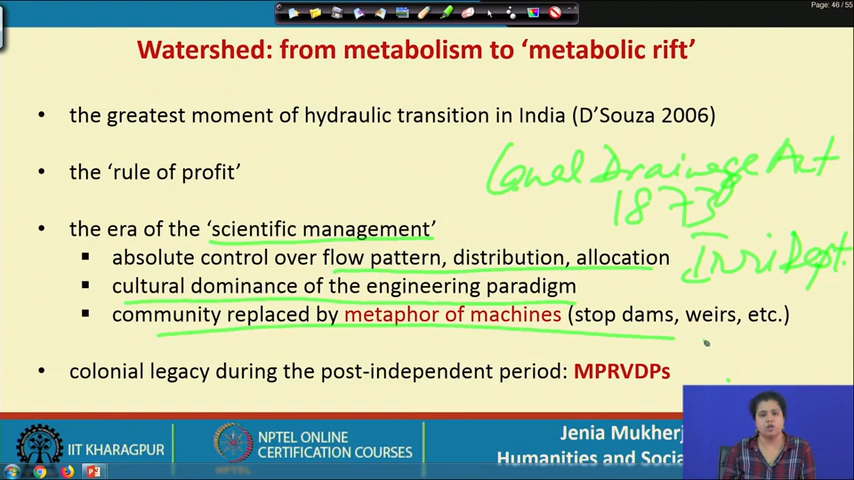 Page: 46 / 55
Watershed: from metabolism to ‘metabolic rift’
• the greatest moment of hydraulic transition in India (D’Souza 2006)
• the ‘rule of profit’
Canal Drainage Act
1873
• the era of the ‘scientific management’
▪ absolute control over flow pattern, distribution, allocation
Irri Dept.
▪ cultural dominance of the engineering paradigm
▪ community replaced by metaphor of machines (stop dams, weirs, etc.)
• colonial legacy during the post-independent period: MPRVDPs
IIT KHARAGPUR
NPTEL ONLINE
CERTIFICATION COURSES
Jenia Mukherj
Humanities and Socia